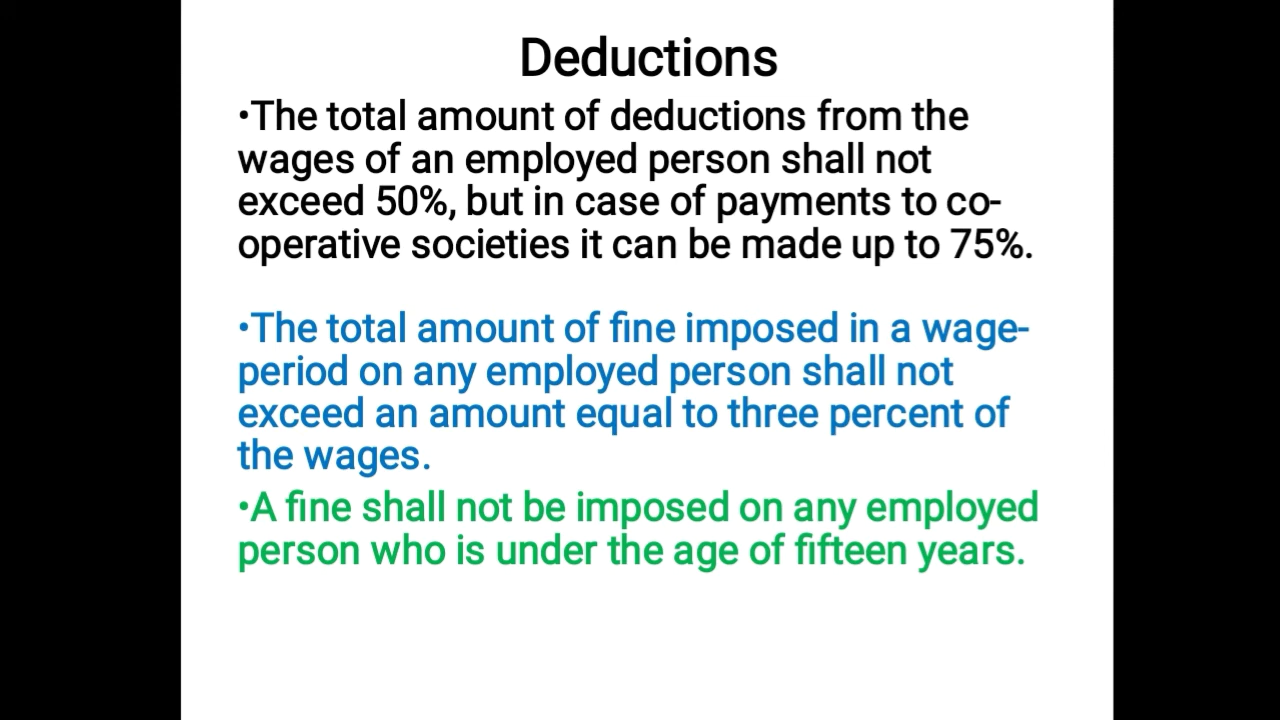 Deductions
•The total amount of deductions from the
wages of an employed person shall not
exceed 50%, but in case of payments to co-
operative societies it can be made up to 75%.
•The total amount of fine imposed in a wage-
period on any employed person shall not
exceed an amount equal to three percent of
the wages.
•A fine shall not be imposed on any employed
person who is under the age of fifteen years.